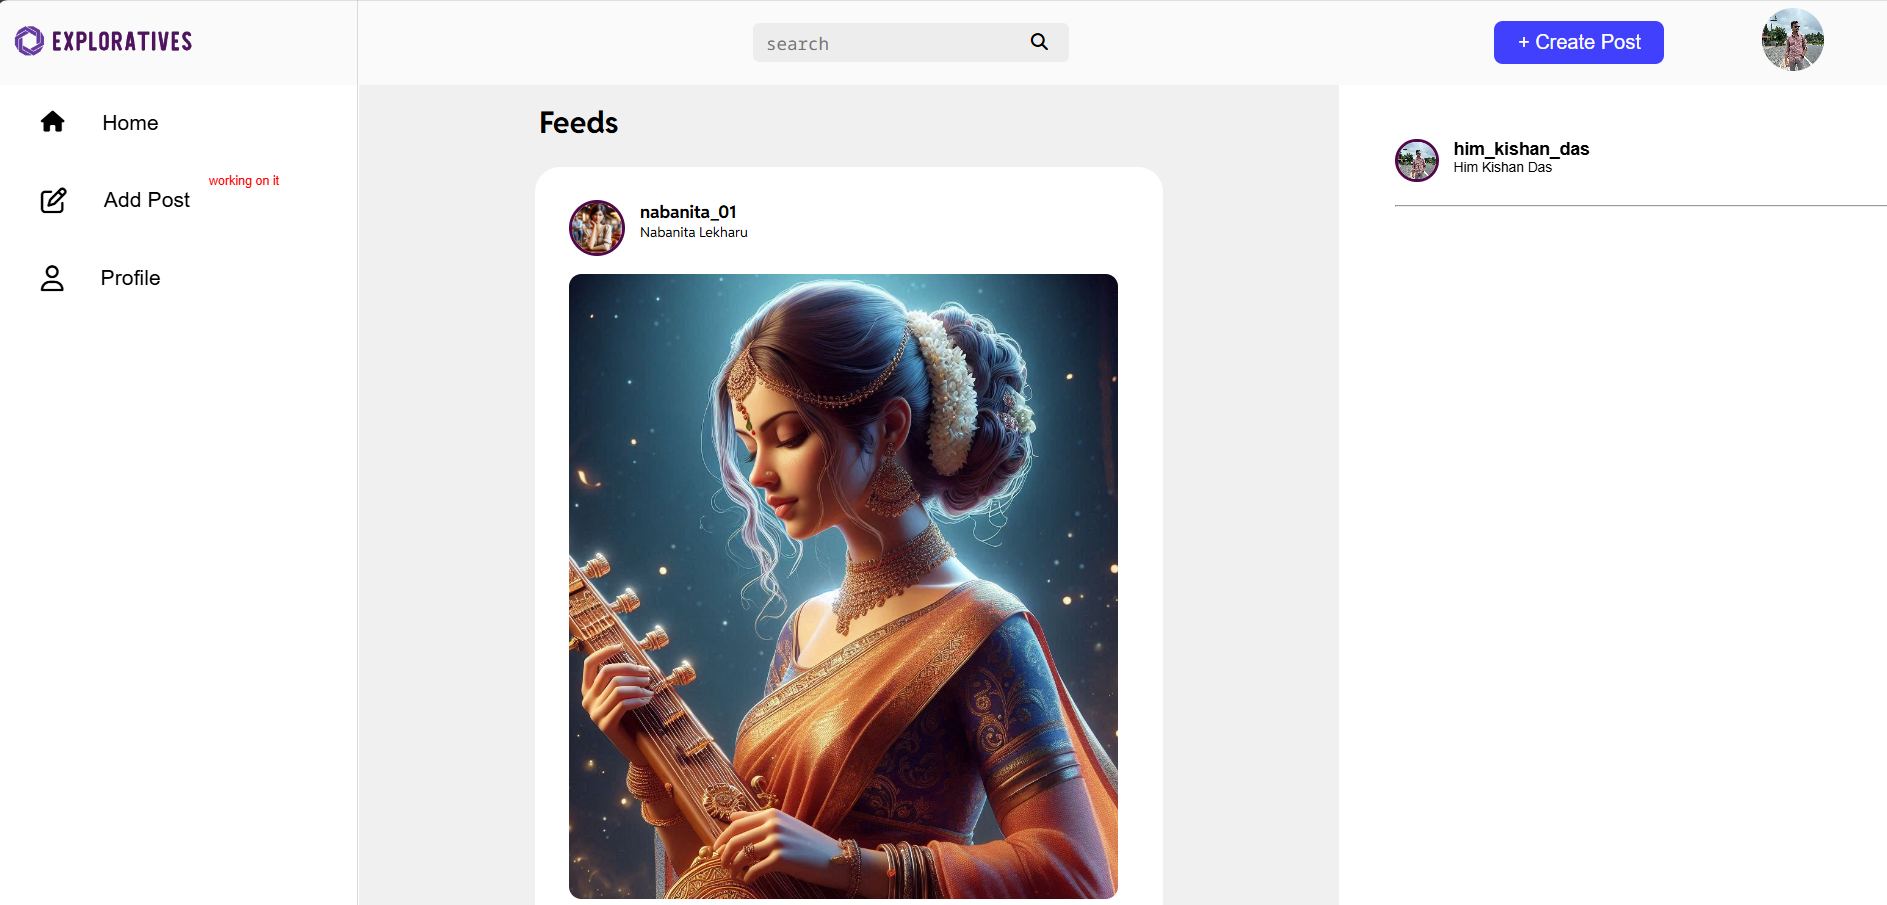 EXPLORATIVES
search
+ Create Post
Home
Add Post
working on it
Profile
Feeds
nabanita_01
Nabanita Lekharu
him_kishan_das
Him Kishan Das